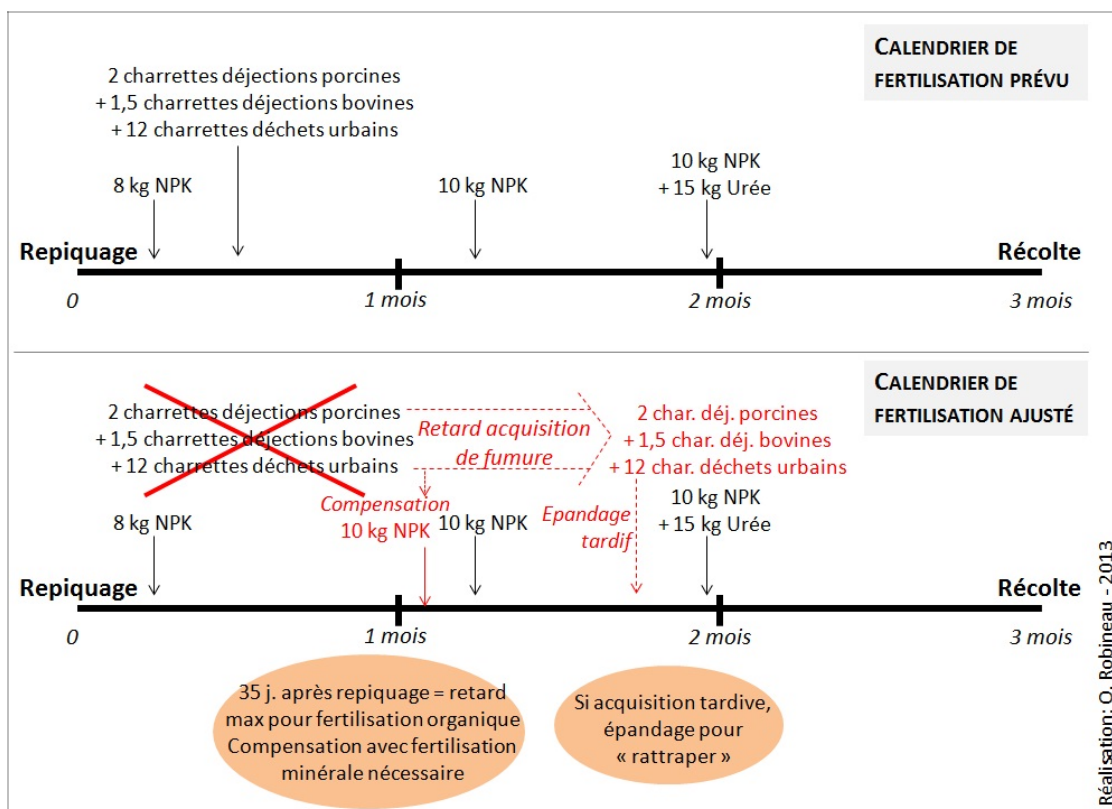 CALENDRIER DE
FERTILISATION PRÉVU
2 charrettes déjections porcines
+ 1,5 charrettes déjections bovines
+ 12 charrettes déchets urbains
8 kg NPK
10 kg NPK
10 kg NPK
+ 15 kg Urée
Repiquage
Récolte
0
1 mois
2 mois
3 mois
CALENDRIER DE
FERTILISATION AJUSTÉ
2 charrettes déjections porcines
+ 1,5 charrettes déjections bovines
+ 12 charrettes déchets urbains
Retard acquisition
de fumure
2 char. déj. porcines
+ 1,5 char. déj. bovines
+ 12 char. déchets urbains
8 kg NPK
Compensation
10 kg NPK
10 kg NPK
Epandage
tardif
10 kg NPK
+ 15 kg Urée
Repiquage
Récolte
0
1 mois
2 mois
3 mois
35 j. après repiquage = retard
max pour fertilisation organique
Compensation avec fertilisation
minérale nécessaire
Si acquisition tardive,
épandage pour
« rattraper »
Réalisation: O. Robineau - 2013